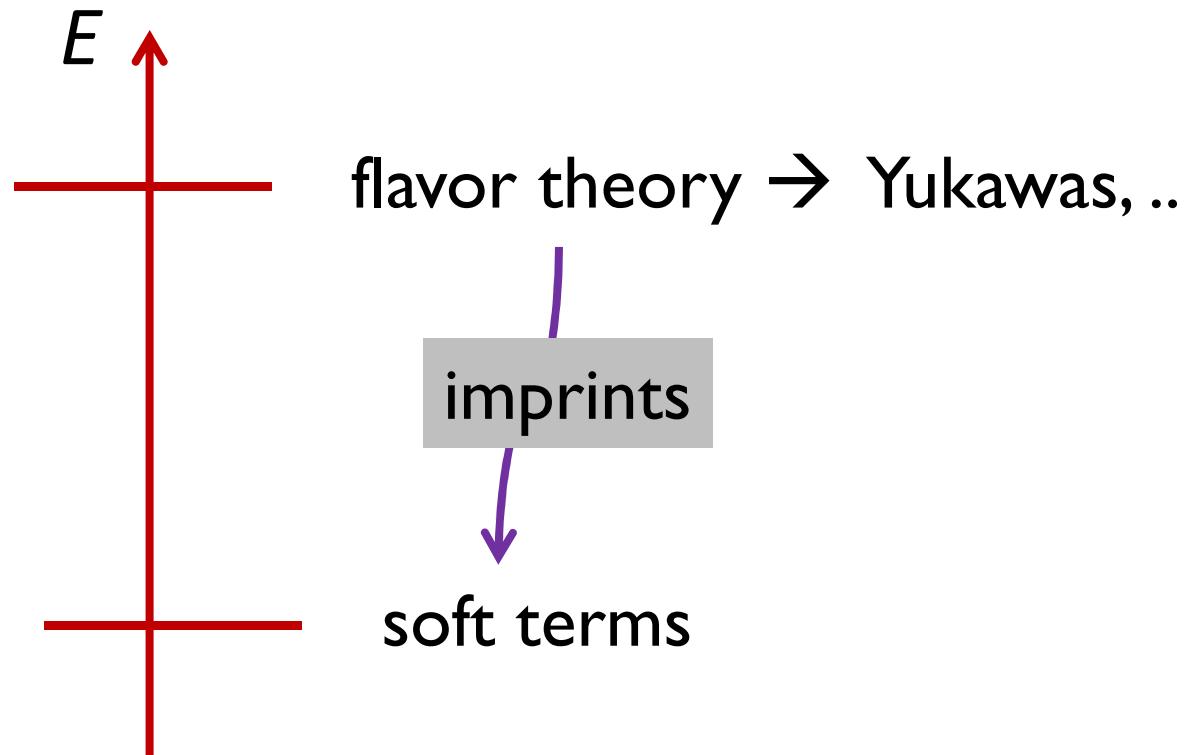 E
flavor theory → Yukawas, ..
imprints
soft terms